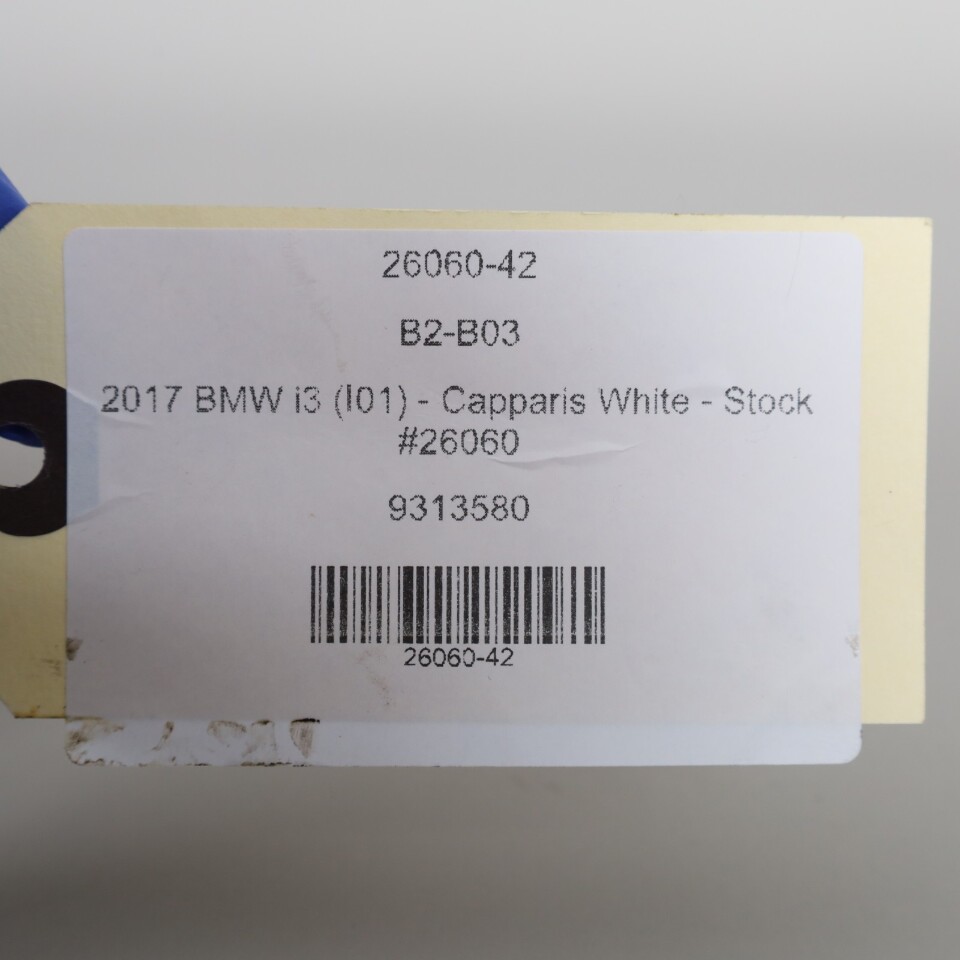 26060-42
B2-B03
2017 BMW i3 (I01) - Capparis White - Stock
#26060
9313580
26060-42